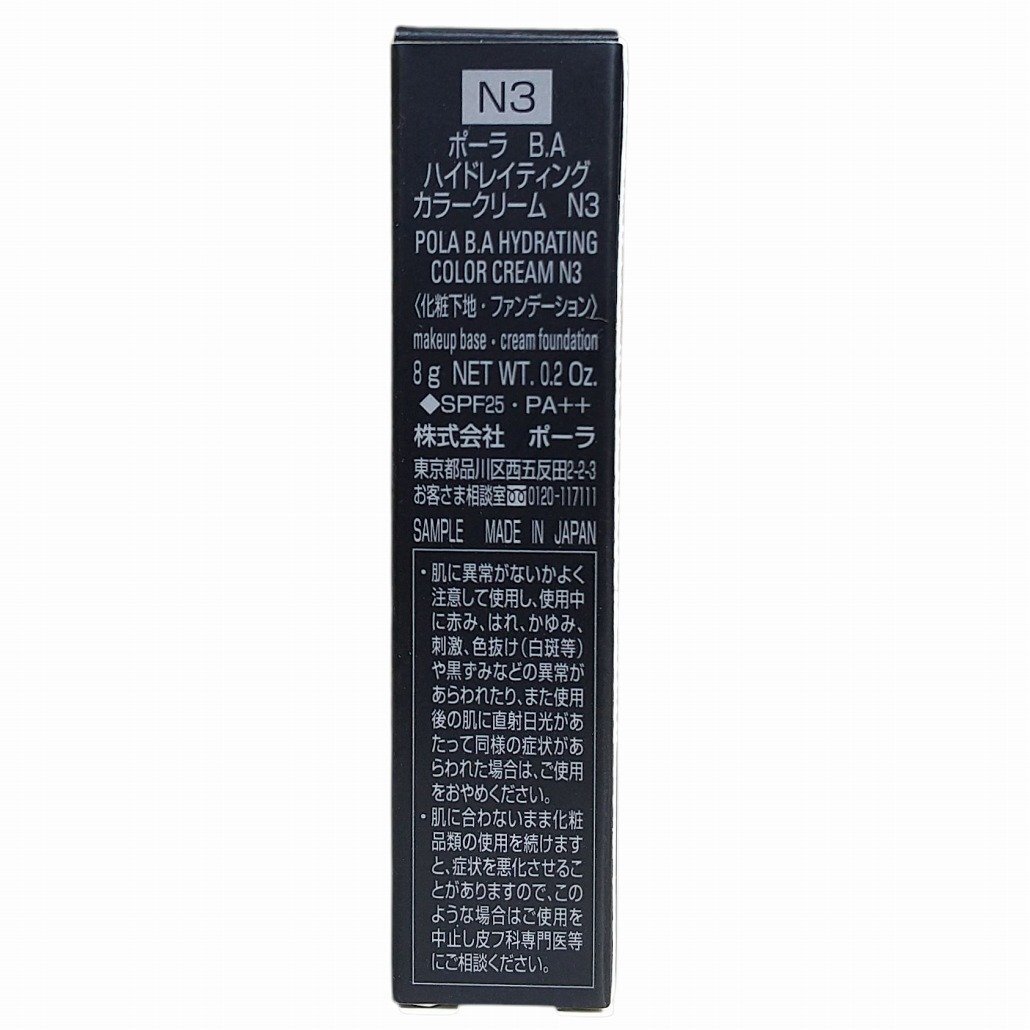 N3
ポーラ B.A
ハイドレイティング
カラークリーム N3
POLA B.A HYDRATING
COLOR CREAM N3
〈化粧下地・ファンデーション〉
makeup base・cream foundation
8 g NET WT. 0.2 Oz.
◆SPF25・PA++
株式会社 ポーラ
東京都品川区西五反田2-2-3
お客さま相談室 0120-117111
SAMPLE MADE IN JAPAN
・肌に異常がないかよく
注意して使用し、使用中
に赤み、はれ、かゆみ、
刺激、色抜け(白斑等)
や黒ずみなどの異常が
あらわれたり、また使用
後の肌に直射日光があ
たって同様の症状があ
らわれた場合は、ご使用
をおやめください。
・肌に合わないまま化粧
品類の使用を続けます
と、症状を悪化させるこ
とがありますので、この
ような場合はご使用を
中止し皮フ科専門医等
にご相談ください。